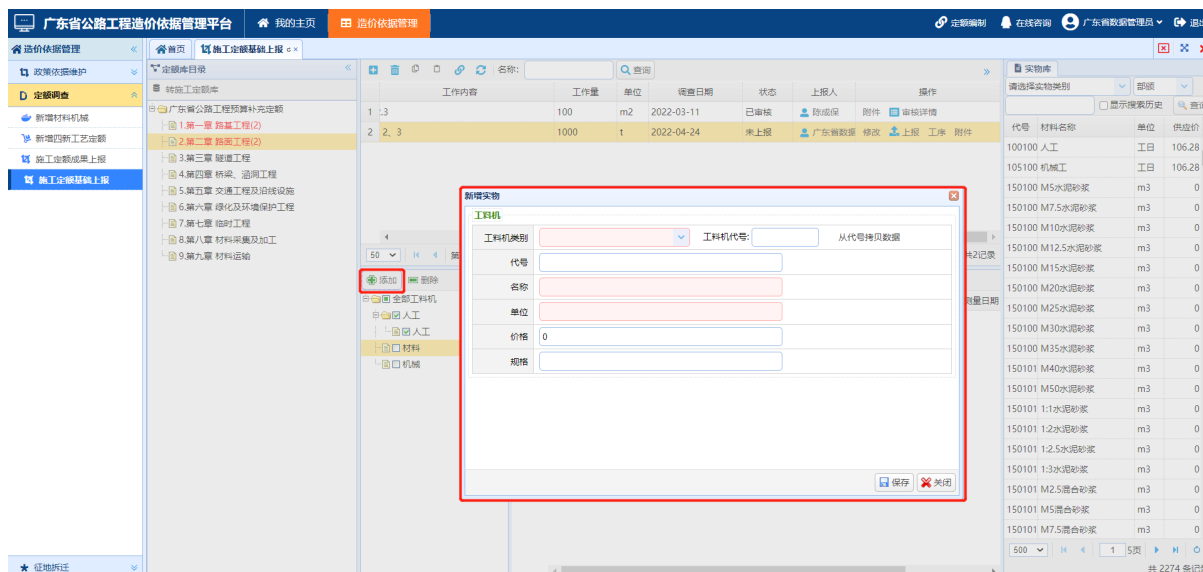 广东省公路工程造价依据管理平台 我的主页 造价依据管理 定额编制 在线咨询 广东省数据管理员 退出
造价依据管理
政策依据维护
定额调查
新增材料机械
新增四新工艺定额
施工定额成果上报
施工定额基础上报
征地拆迁
首页 施工定额基础上报
定额库目录
转施工定额库
广东省公路工程预算补充定额
1.第一章 路基工程(2)
2.第二章 路面工程(2)
3.第三章 隧道工程
4.第四章 桥梁、涵洞工程
5.第五章 交通工程及沿线设施
6.第六章 绿化及环境保护工程
7.第七章 临时工程
8.第八章 材料采集及加工
9.第九章 材料运输
名称: 查询
工作内容 工作量 单位 调查日期 状态 上报人 操作
1 .3 100 m2 2022-03-11 已审核 陈成保 附件 审核详情
2 2、3 1000 t 2022-04-24 未上报 广东省数据 修改 上报 工序 附件
50 第
共2记录
添加 删除
全部工料机
人工
人工
材料
机械
测量日期
新增实物
工料机
工料机类别 工料机代号: 从代号拷贝数据
代号
名称
单位
价格 0
规格
保存 关闭
实物库
请选择实物类别 部颁
显示搜索历史 查
代号 材料名称 单位 供应价
100100 人工 工日 106.28
105100 机械工 工日 106.28
150100 M5水泥砂浆 m3 0
150100 M7.5水泥砂浆 m3 0
150100 M10水泥砂浆 m3 0
150100 M12.5水泥砂浆 m3 0
150100 M15水泥砂浆 m3 0
150100 M20水泥砂浆 m3 0
150100 M25水泥砂浆 m3 0
150100 M30水泥砂浆 m3 0
150100 M35水泥砂浆 m3 0
150101 M40水泥砂浆 m3 0
150101 M50水泥砂浆 m3 0
150101 1:1水泥砂浆 m3 0
150101 1:2水泥砂浆 m3 0
150101 1:2.5水泥砂浆 m3 0
150101 1:3水泥砂浆 m3 0
150101 M2.5混合砂浆 m3 0
150101 M5混合砂浆 m3 0
150101 M7.5混合砂浆 m3 0
500 1 5页
共 2274 条记